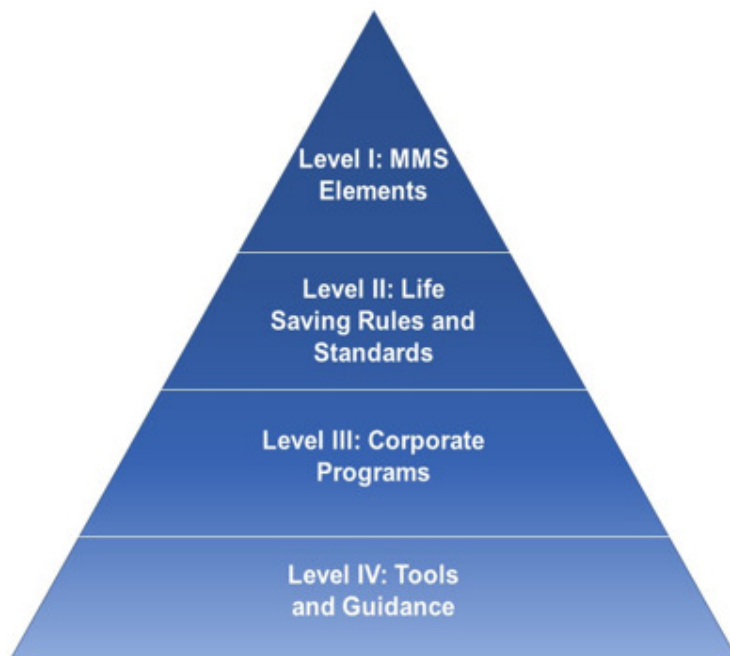 Level I: MMS
Elements
Level II: Life
Saving Rules and
Standards
Level III: Corporate
Programs
Level IV: Tools
and Guidance